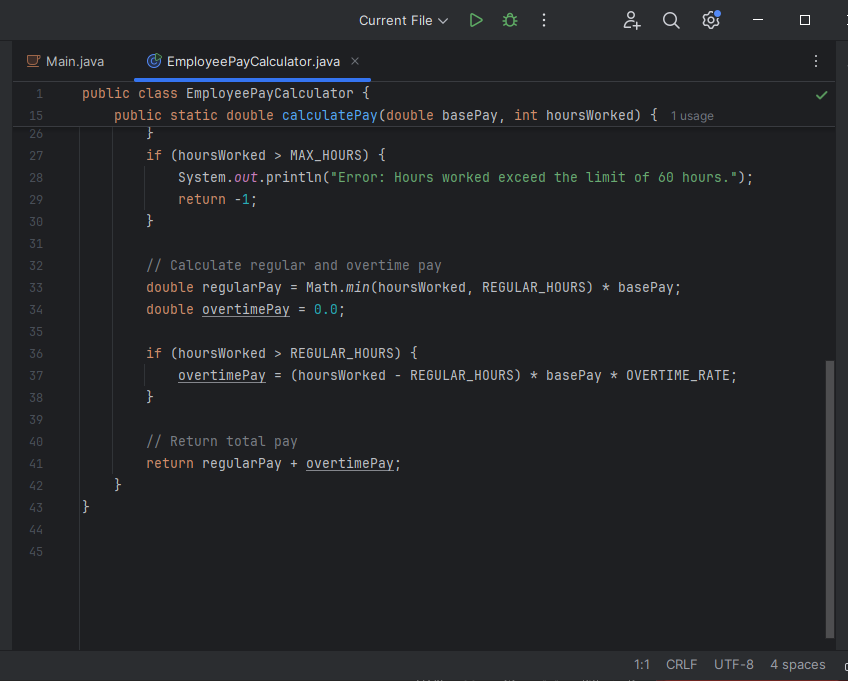 Current File
Main.java
EmployeePayCalculator.java
1 public class EmployeePayCalculator {
15 public static double calculatePay(double basePay, int hoursWorked) { 1 usage
26 }
27 if (hoursWorked > MAX_HOURS) {
28 System.out.println("Error: Hours worked exceed the limit of 60 hours.");
29 return -1;
30 }
31
32 // Calculate regular and overtime pay
33 double regularPay = Math.min(hoursWorked, REGULAR_HOURS) * basePay;
34 double overtimePay = 0.0;
35
36 if (hoursWorked > REGULAR_HOURS) {
37 overtimePay = (hoursWorked - REGULAR_HOURS) * basePay * OVERTIME_RATE;
38 }
39
40 // Return total pay
41 return regularPay + overtimePay;
42 }
43 }
44
45
1:1 CRLF UTF-8 4 spaces